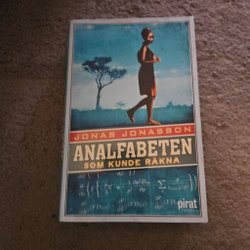 JONAS JONASSON
ANALFABETEN
SOM KUNDE RÄKNA
pirat